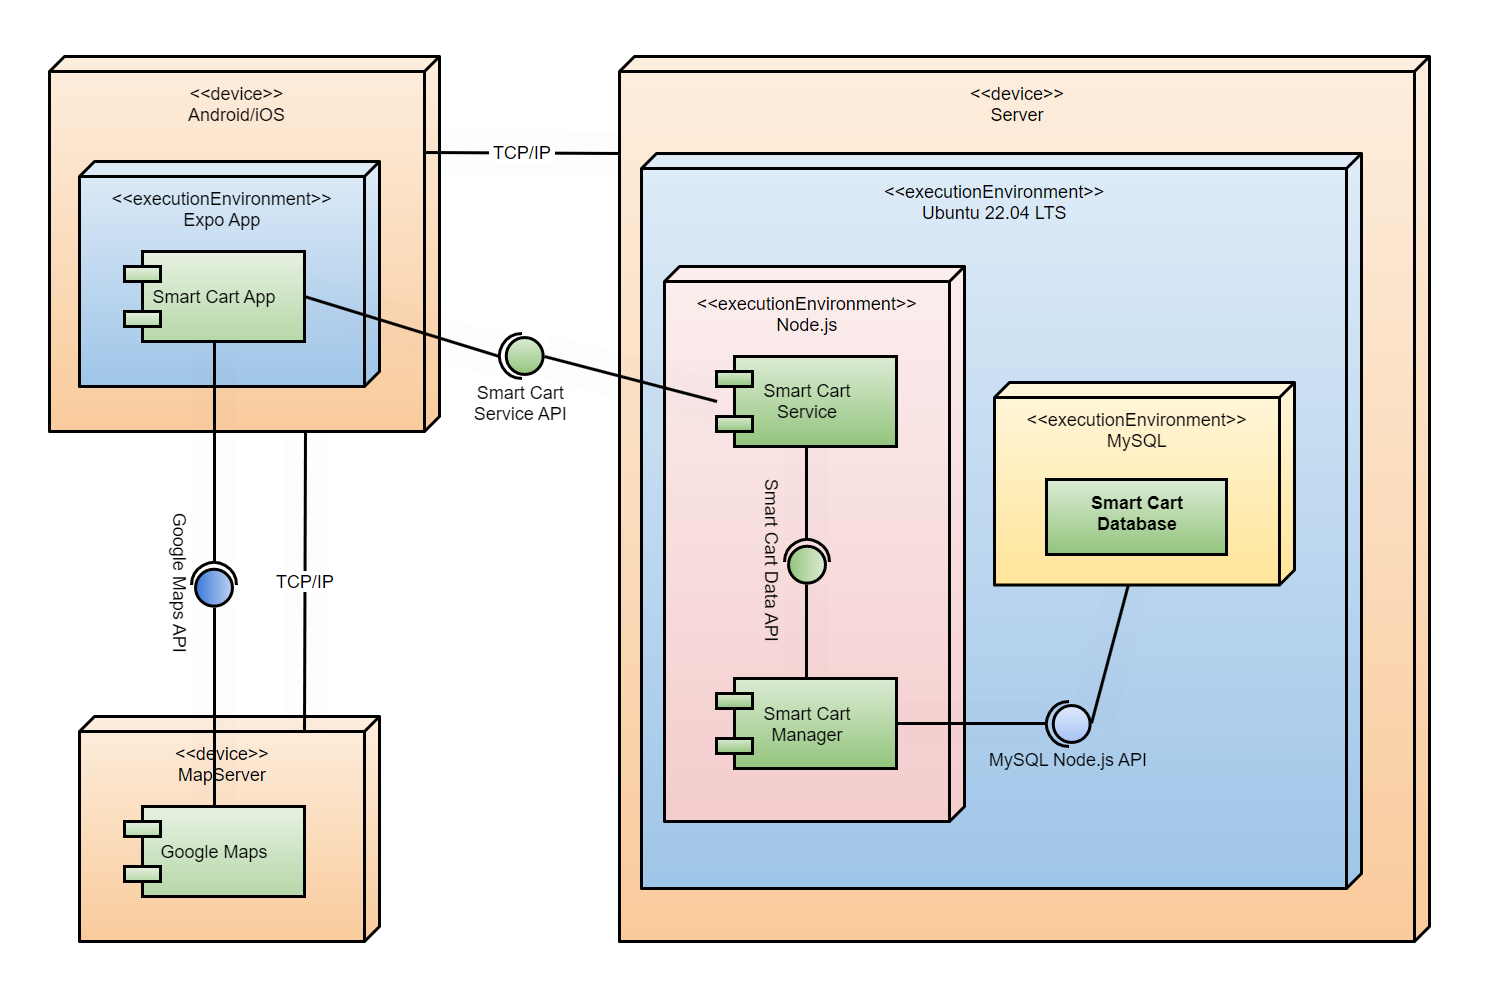 <<device>>
Android/iOS
<<executionEnvironment>>
Expo App
Smart Cart App
TCP/IP
Smart Cart
Service API
Google Maps API
TCP/IP
<<device>>
MapServer
Google Maps
<<device>>
Server
<<executionEnvironment>>
Ubuntu 22.04 LTS
<<executionEnvironment>>
Node.js
Smart Cart
Service
Smart Cart Data API
Smart Cart
Manager
<<executionEnvironment>>
MySQL
Smart Cart
Database
MySQL Node.js API